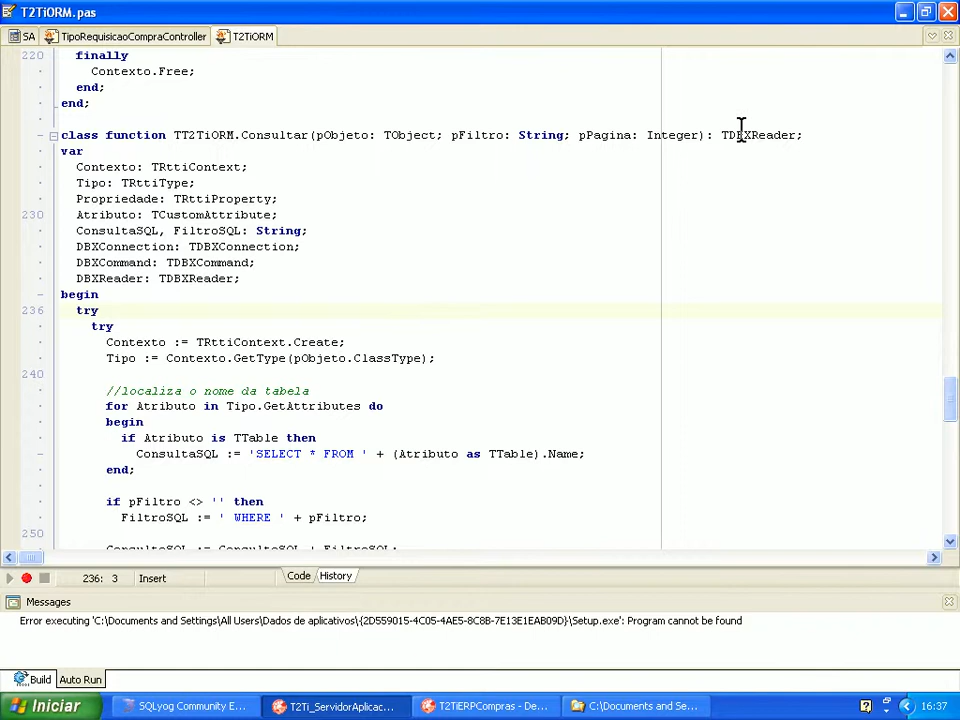 T2TiORM.pas
SA TipoRequisicaoCompraController T2TiORM
220 finally
Contexto.Free;
end;
end;
class function TT2TiORM.Consultar(pObjeto: TObject; pFiltro: String; pPagina: Integer): TDBXReader;
var
Contexto: TRttiContext;
Tipo: TRttiType;
Propriedade: TRttiProperty;
230 Atributo: TCustomAttribute;
ConsultaSQL, FiltroSQL: String;
DBXConnection: TDBXConnection;
DBXCommand: TDBXCommand;
DBXReader: TDBXReader;
begin
236 try
try
Contexto := TRttiContext.Create;
Tipo := Contexto.GetType(pObjeto.ClassType);
240
//localiza o nome da tabela
for Atributo in Tipo.GetAttributes do
begin
if Atributo is TTable then
ConsultaSQL := 'SELECT * FROM ' + (Atributo as TTable).Name;
end;
if pFiltro <> '' then
FiltroSQL := ' WHERE ' + pFiltro;
250
ConsultaSQL := ConsultaSQL + FiltroSQL;
236: 3 Insert Code History
Messages
Error executing 'C:\Documents and Settings\All Users\Dados de aplicativos\{2D559015-4C05-4AE5-8C8B-7E13E1EAB09D}\Setup.exe': Program cannot be found
Build Auto Run
Iniciar SQLyog Community E... T2Ti_ServidorAplicac... T2TiERPCompras - De... C:\Documents and Se... 16:37